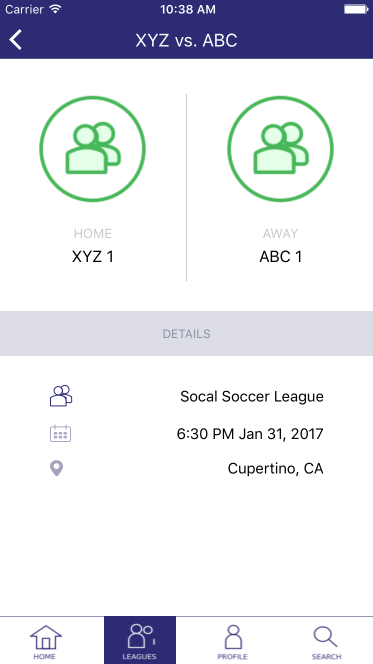 Carrier 10:38 AM
XYZ vs. ABC
HOME AWAY
XYZ 1 ABC 1
DETAILS
Socal Soccer League
6:30 PM Jan 31, 2017
Cupertino, CA
HOME LEAGUES PROFILE SEARCH